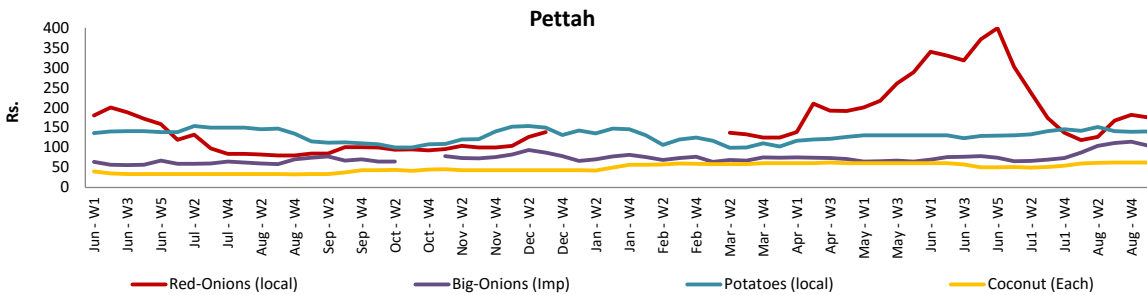 Pettah
Rs.
400
350
300
250
200
150
100
50
0
Jun - W1
Jun - W3
Jun - W5
Jul - W2
Jul - W4
Aug - W2
Aug - W4
Sep - W2
Sep - W4
Oct - W2
Oct - W4
Nov - W2
Nov - W4
Dec - W2
Dec - W4
Jan - W2
Jan - W4
Feb - W2
Feb - W4
Mar - W2
Mar - W4
Apr - W1
Apr - W3
May - W1
May - W3
Jun - W1
Jun - W3
Jun - W5
Jul - W2
Jul1 - W4
Aug - W2
Aug - W4
Red-Onions (local) Big-Onions (Imp) Potatoes (local) Coconut (Each)